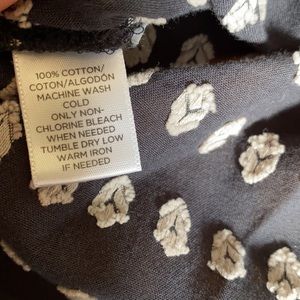 100% COTTON/
COTON/ALGODÓN
MACHINE WASH
COLD
ONLY NON-
CHLORINE BLEACH
WHEN NEEDED
TUMBLE DRY LOW
WARM IRON
IF NEEDED